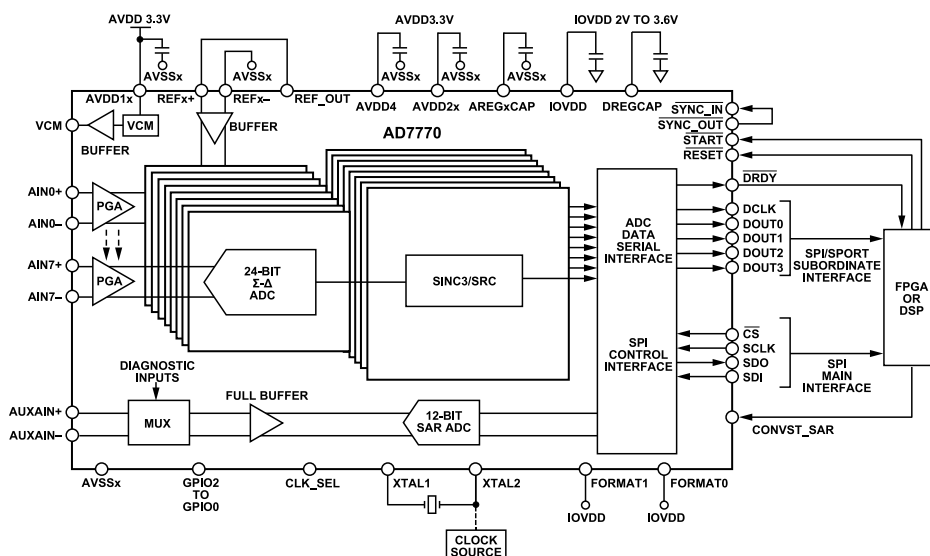 AVDD 3.3V
AVDD3.3V
IOVDD 2V TO 3.6V
AVSSx
AVSSx
AVSSx
AVSSx
AVSSx
AVDD1x
REFx+
REFx–
REF_OUT
AVDD4
AVDD2x
AREGxCAP
IOVDD
DREGCAP
VCM
VCM
BUFFER
BUFFER
AD7770
SYNC_IN
SYNC_OUT
START
RESET
DRDY
AIN0+
PGA
AIN0–
AIN7+
PGA
AIN7–
24-BIT
Σ-Δ
ADC
SINC3/SRC
ADC
DATA
SERIAL
INTERFACE
DCLK
DOUT0
DOUT1
DOUT2
DOUT3
SPI/SPORT
SUBORDINATE
INTERFACE
FPGA
OR
DSP
SPI
CONTROL
INTERFACE
CS
SCLK
SDO
SDI
SPI
MAIN
INTERFACE
DIAGNOSTIC
INPUTS
FULL BUFFER
AUXAIN+
MUX
AUXAIN–
12-BIT
SAR ADC
CONVST_SAR
AVSSx
GPIO2
TO
GPIO0
CLK_SEL
XTAL1
XTAL2
FORMAT1
FORMAT0
IOVDD
IOVDD
CLOCK
SOURCE